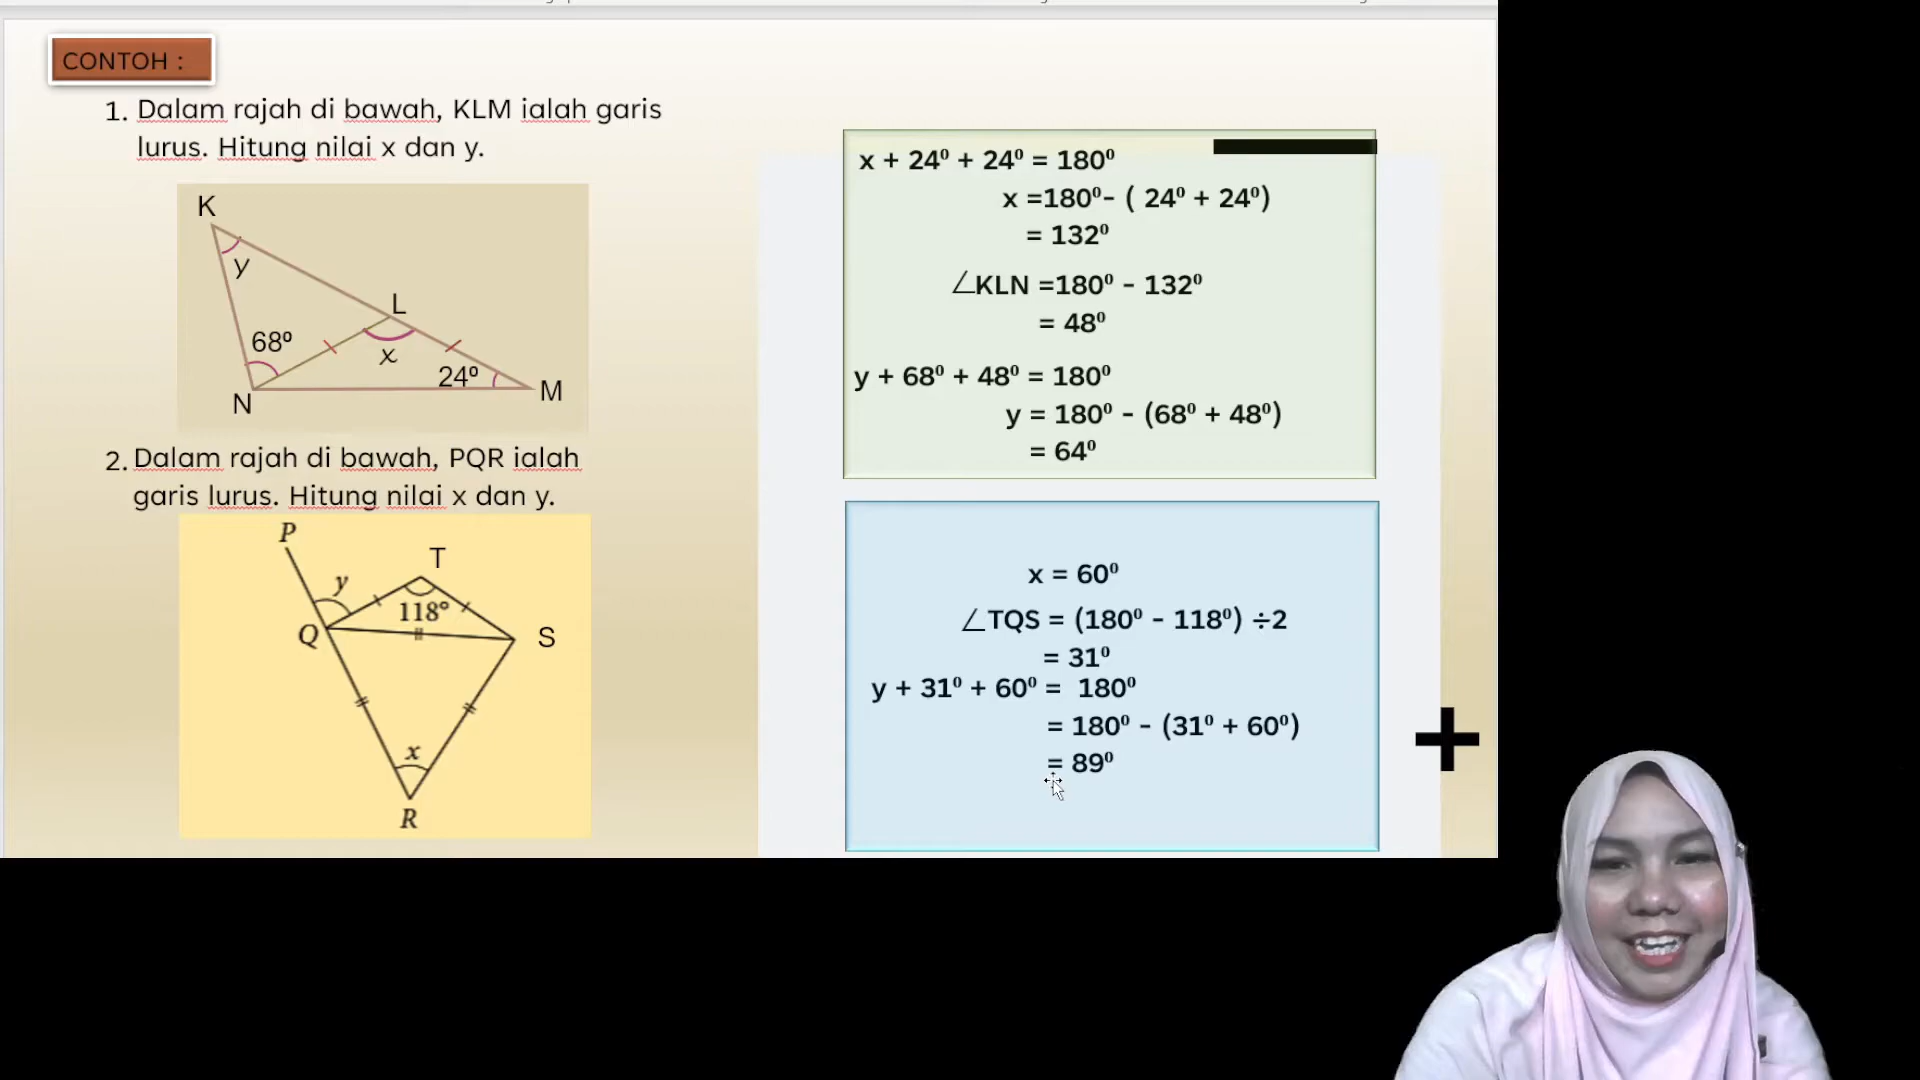 CONTOH :
1. Dalam rajah di bawah, KLM ialah garis
lurus. Hitung nilai x dan y.
K
y
L
68⁰
x
24⁰
M
N
2. Dalam rajah di bawah, PQR ialah
garis lurus. Hitung nilai x dan y.
P
T
y
118°
Q
S
x
R
x + 24⁰ + 24⁰ = 180⁰
x =180⁰- ( 24⁰ + 24⁰)
= 132⁰
∠KLN =180⁰ - 132⁰
= 48⁰
y + 68⁰ + 48⁰ = 180⁰
y = 180⁰ - (68⁰ + 48⁰)
= 64⁰
x = 60⁰
∠TQS = (180⁰ - 118⁰) ÷2
= 31⁰
y + 31⁰ + 60⁰ = 180⁰
= 180⁰ - (31⁰ + 60⁰)
= 89⁰